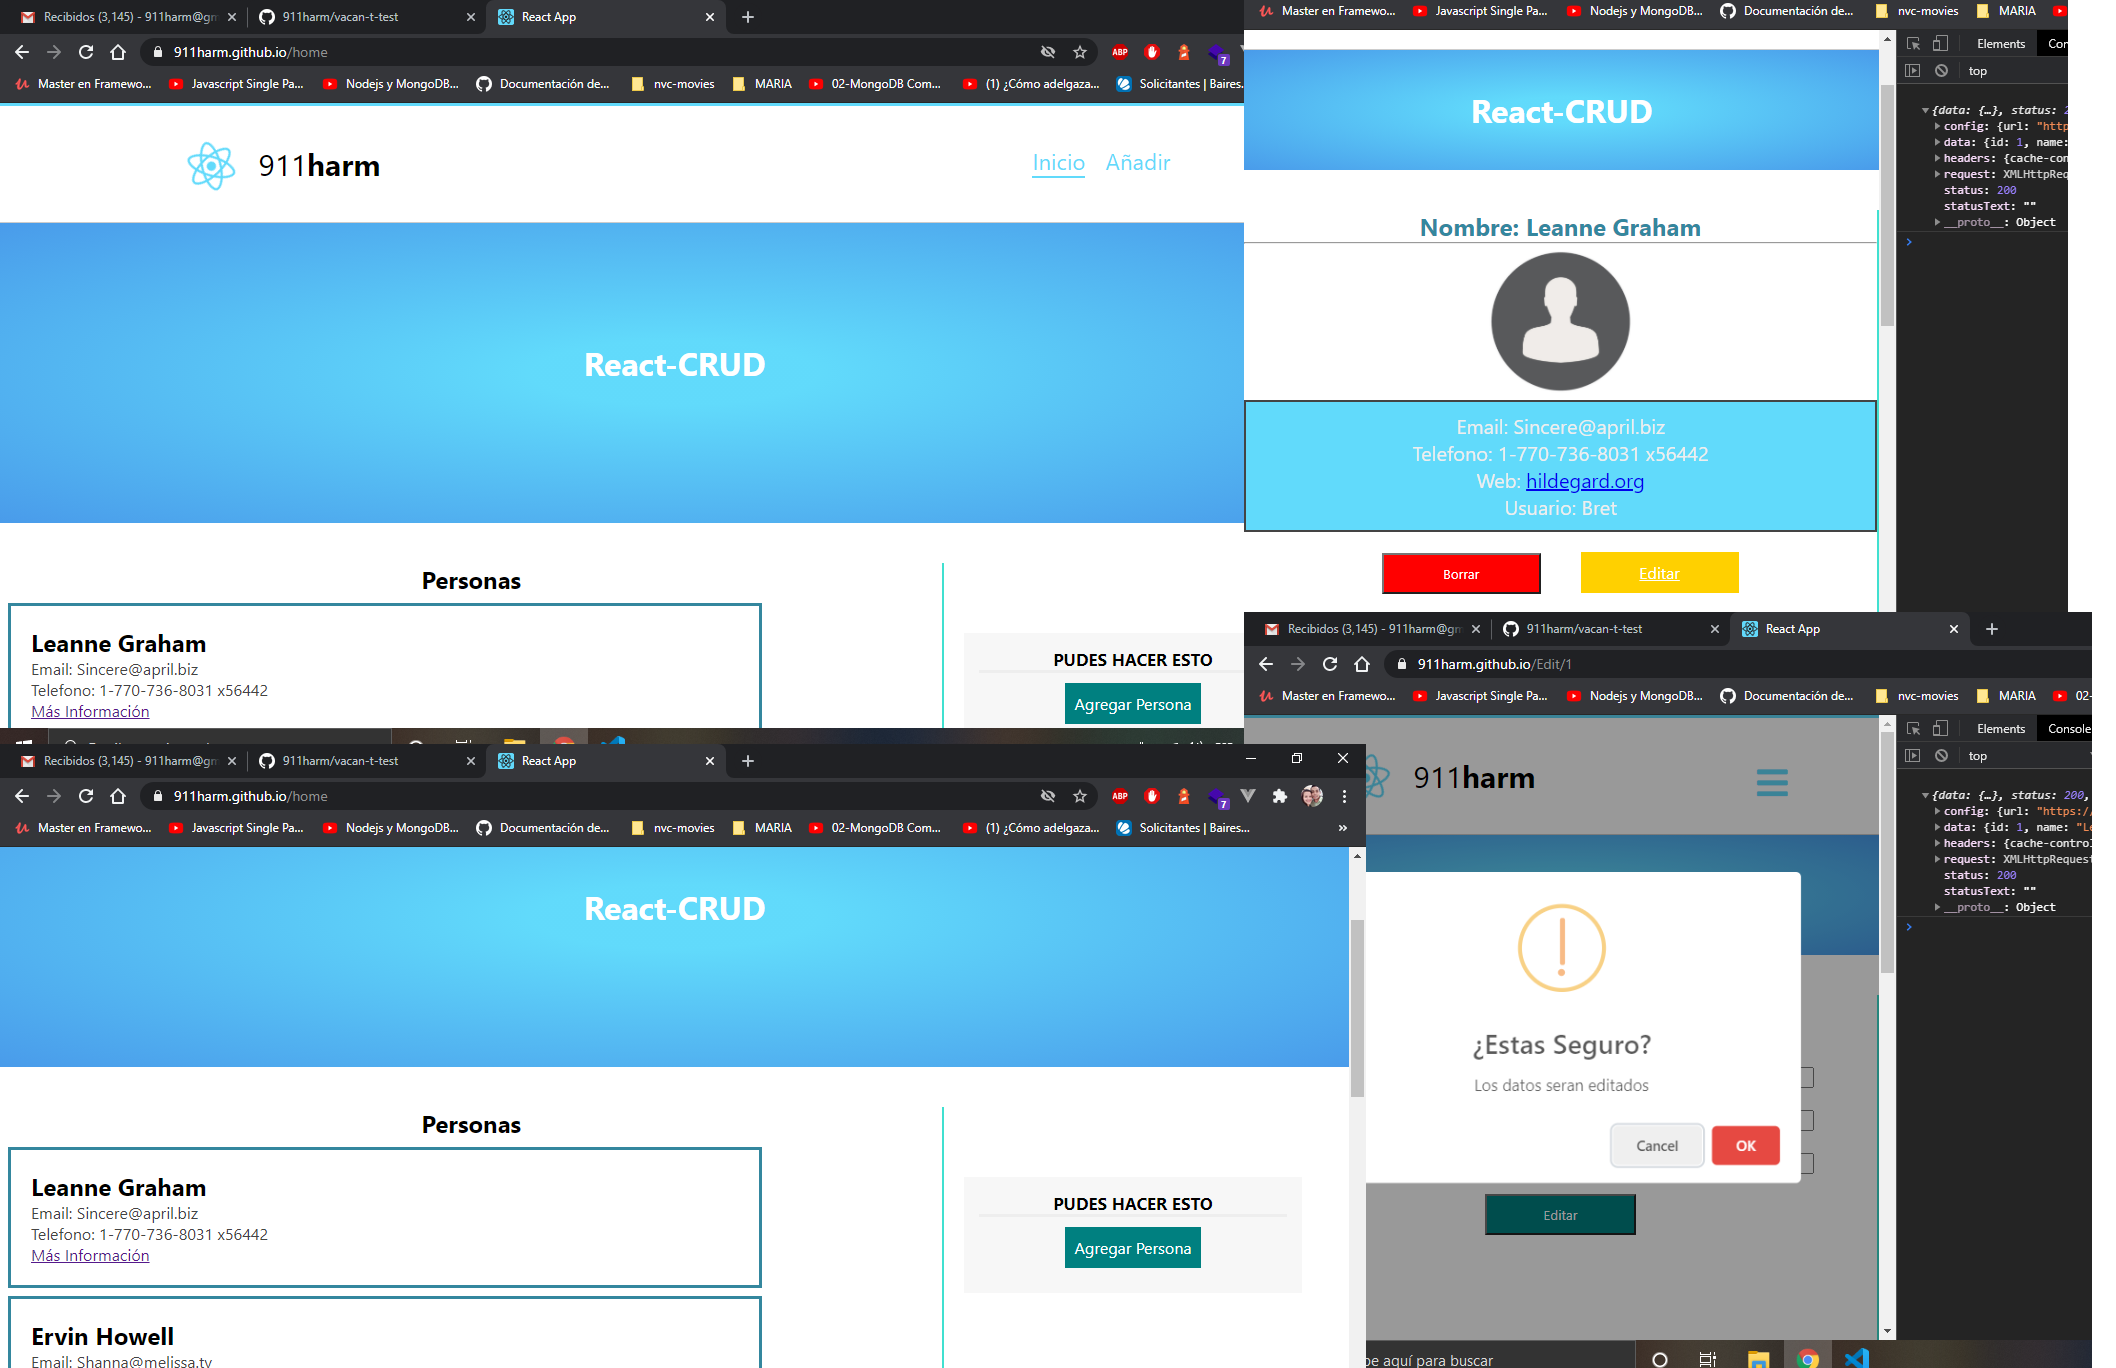 Recibidos (3,145) - 911harm@gm
911harm/vacan-t-test
React App
911harm.github.io/home
ABP
7
Master en Framewo...
Javascript Single Pa...
Nodejs y MongoDB...
Documentación de...
nvc-movies
MARIA
02-MongoDB Com...
(1) ¿Cómo adelgaza...
Solicitantes | Baires.
911harm
Inicio
Añadir
React-CRUD
Personas
Leanne Graham
Email: Sincere@april.biz
Telefono: 1-770-736-8031 x56442
Más Información
PUDES HACER ESTO
Agregar Persona
Master en Framewo...
Javascript Single Pa...
Nodejs y MongoDB...
Documentación de...
nvc-movies
MARIA
Elements
Con
top
React-CRUD
{data: {…}, status: 2
config: {url: "http
data: {id: 1, name:
headers: {cache-con
request: XMLHttpReq
status: 200
statusText: ""
__proto__: Object
Nombre: Leanne Graham
Email: Sincere@april.biz
Telefono: 1-770-736-8031 x56442
Web: hildegard.org
Usuario: Bret
Borrar
Editar
Recibidos (3,145) - 911harm@gm
911harm/vacan-t-test
React App
911harm.github.io/home
ABP
7
Master en Framewo...
Javascript Single Pa...
Nodejs y MongoDB...
Documentación de...
nvc-movies
MARIA
02-MongoDB Com...
(1) ¿Cómo adelgaza...
Solicitantes | Baires...
»
React-CRUD
Personas
Leanne Graham
Email: Sincere@april.biz
Telefono: 1-770-736-8031 x56442
Más Información
Ervin Howell
Email: Shanna@melissa.tv
PUDES HACER ESTO
Agregar Persona
Recibidos (3,145) - 911harm@gm
911harm/vacan-t-test
React App
911harm.github.io/Edit/1
Master en Framewo...
Javascript Single Pa...
Nodejs y MongoDB...
Documentación de...
nvc-movies
MARIA
02-
Elements
Console
top
911harm
{data: {…}, status: 200,
config: {url: "https:/
data: {id: 1, name: "Le
headers: {cache-control
request: XMLHttpRequest
status: 200
statusText: ""
__proto__: Object
¿Estas Seguro?
Los datos seran editados
Cancel
OK
Editar
be aquí para buscar